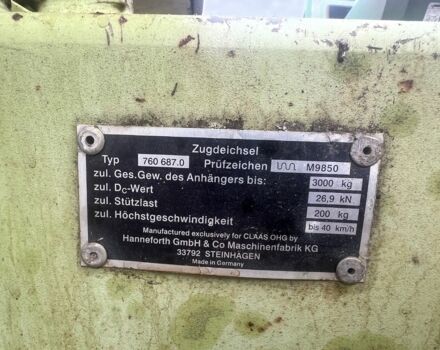 Zugdeichsel
Typ 760 687.0 Prüfzeichen M9850
zul. Ges.Gew. des Anhängers bis: 3000 kg
zul. DC-Wert 26,9 kN
zul. Stützlast 200 kg
zul. Höchstgeschwindigkeit bis 40 km/h
Manufactured exclusively for CLAAS OHG by
Hanneforth GmbH & Co Maschinenfabrik KG
33792 STEINHAGEN
Made in Germany